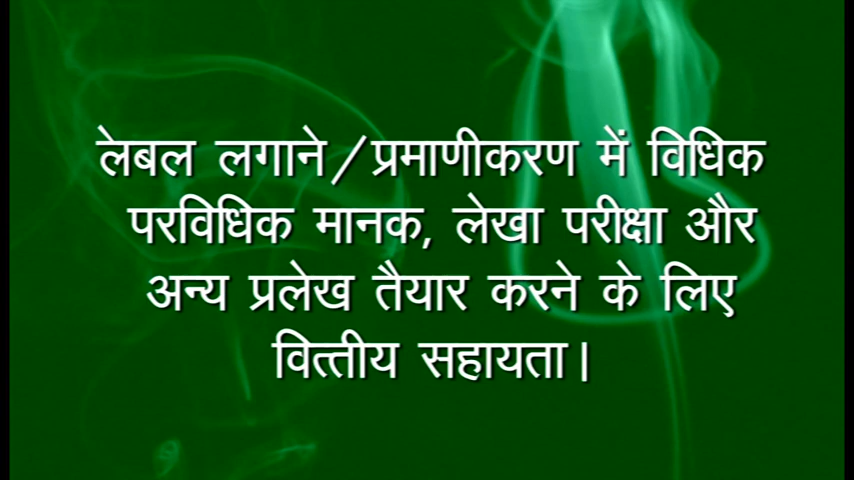 लेबल लगाने/प्रमाणीकरण में विधिक
परविधिक मानक, लेखा परीक्षा और
अन्य प्रलेख तैयार करने के लिए
वित्तीय सहायता।